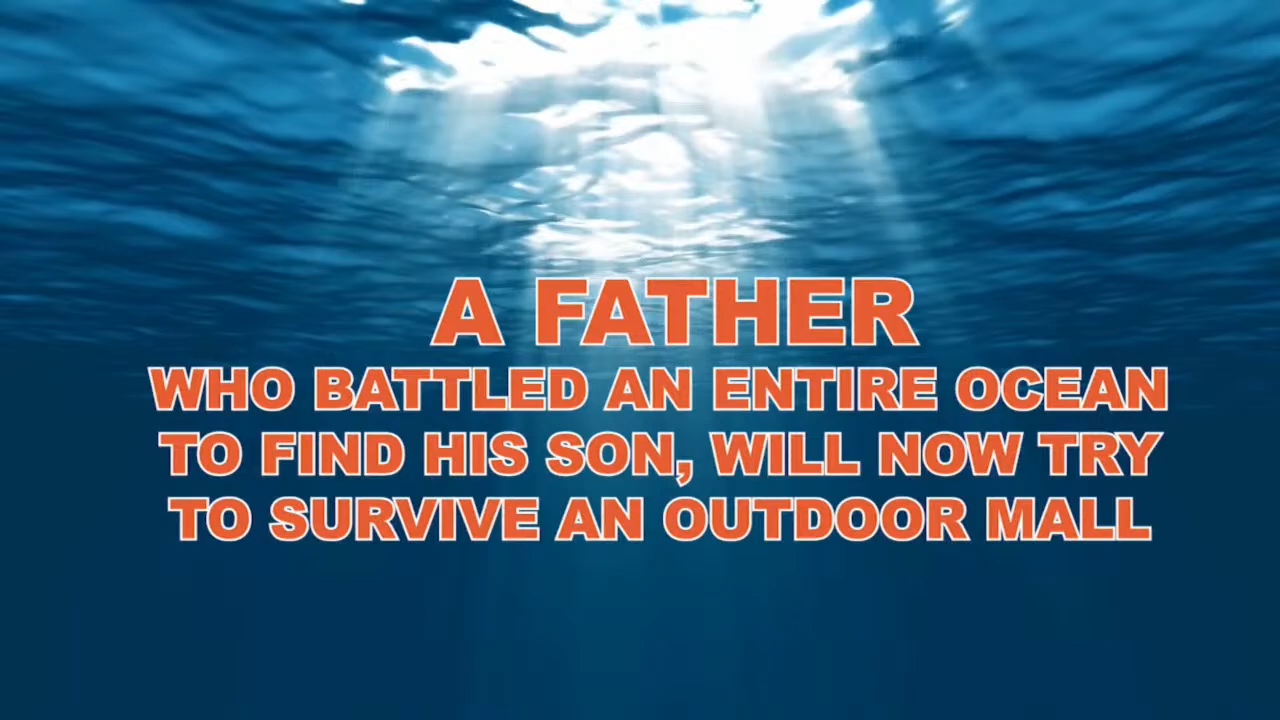 A FATHER
WHO BATTLED AN ENTIRE OCEAN
TO FIND HIS SON, WILL NOW TRY
TO SURVIVE AN OUTDOOR MALL